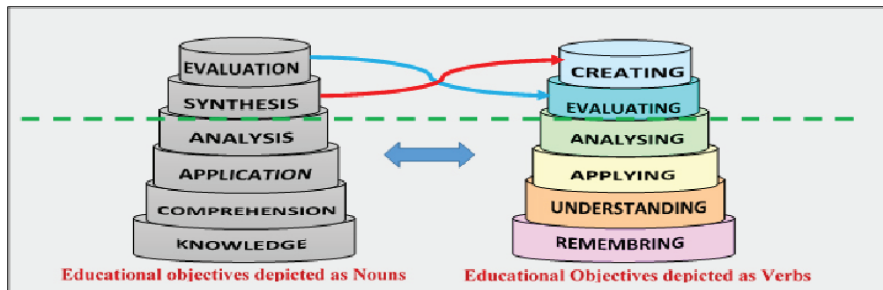 EVALUATION
SYNTHESIS
ANALYSIS
APPLICATION
COMPREHENSION
KNOWLEDGE
Educational objectives depicted as Nouns
CREATING
EVALUATING
ANALYSING
APPLYING
UNDERSTANDING
REMEMBRING
Educational Objectives depicted as Verbs